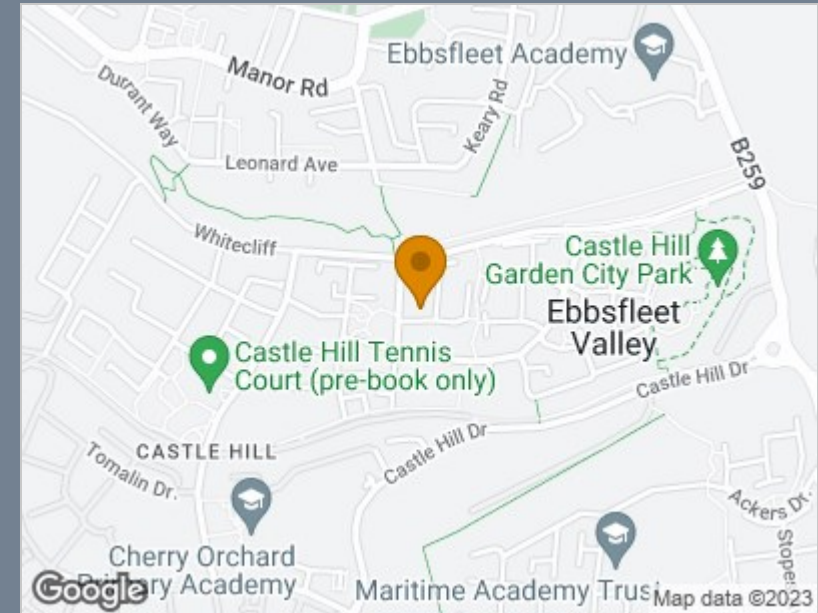 Ebbsfleet Academy
Manor Rd
Durrant Way
Keary Rd
B259
Leonard Ave
Whitecliff
Castle Hill
Garden City Park
Ebbsfleet
Valley
Castle Hill Tennis
Court (pre-book only)
Castle Hill Dr
CASTLE HILL
Castle Hill Dr
Tomalin Dr.
Ackers Dr.
Cherry Orchard
Primary Academy
Maritime Academy Trust
Google
Map data ©2023